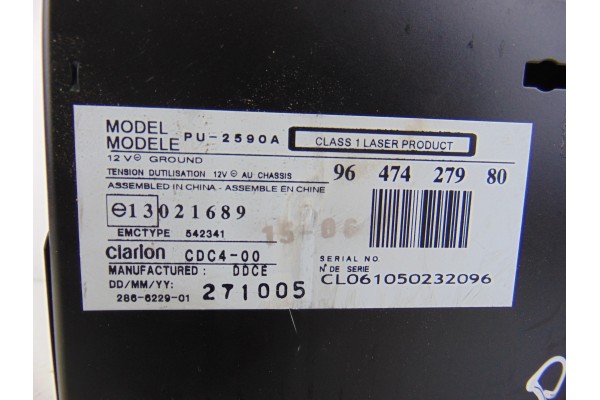 MODEL
MODELE PU-2590A CLASS 1 LASER PRODUCT
12 V⊝ GROUND
TENSION DUTILISATION 12V⊝ AU CHASSIS
96 474 279 80
ASSEMBLED IN CHINA - ASSEMBLE EN CHINE
⊖13021689
15-06
EMCTYPE 542341
clarion CDC4-00
SERIAL NO.
MANUFACTURED : DDCE
N° DE SERIE
DD/MM/YY: 271005
CL061050232096
286-6229-01